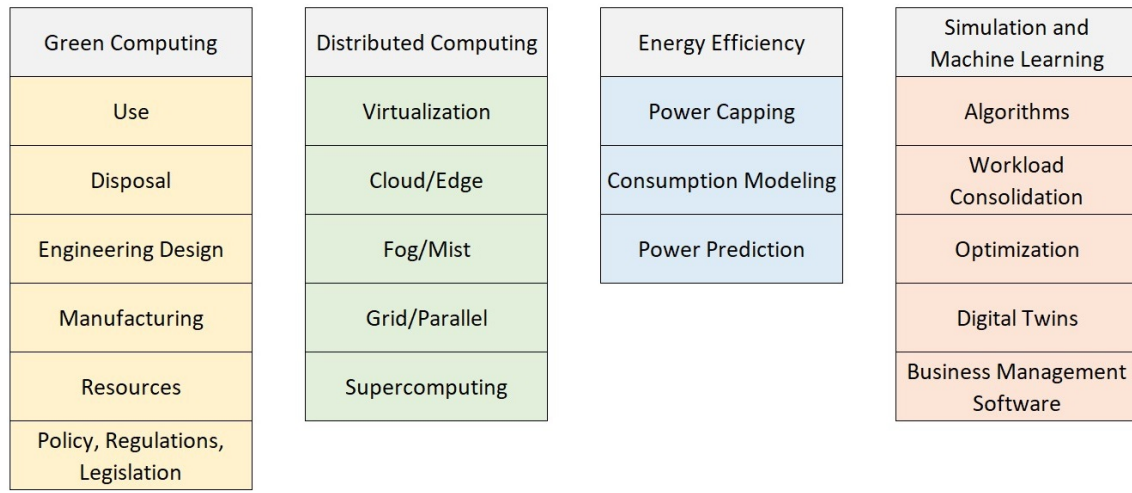 Green Computing
Use
Disposal
Engineering Design
Manufacturing
Resources
Policy, Regulations,
Legislation
Distributed Computing
Virtualization
Cloud/Edge
Fog/Mist
Grid/Parallel
Supercomputing
Energy Efficiency
Power Capping
Consumption Modeling
Power Prediction
Simulation and
Machine Learning
Algorithms
Workload
Consolidation
Optimization
Digital Twins
Business Management
Software